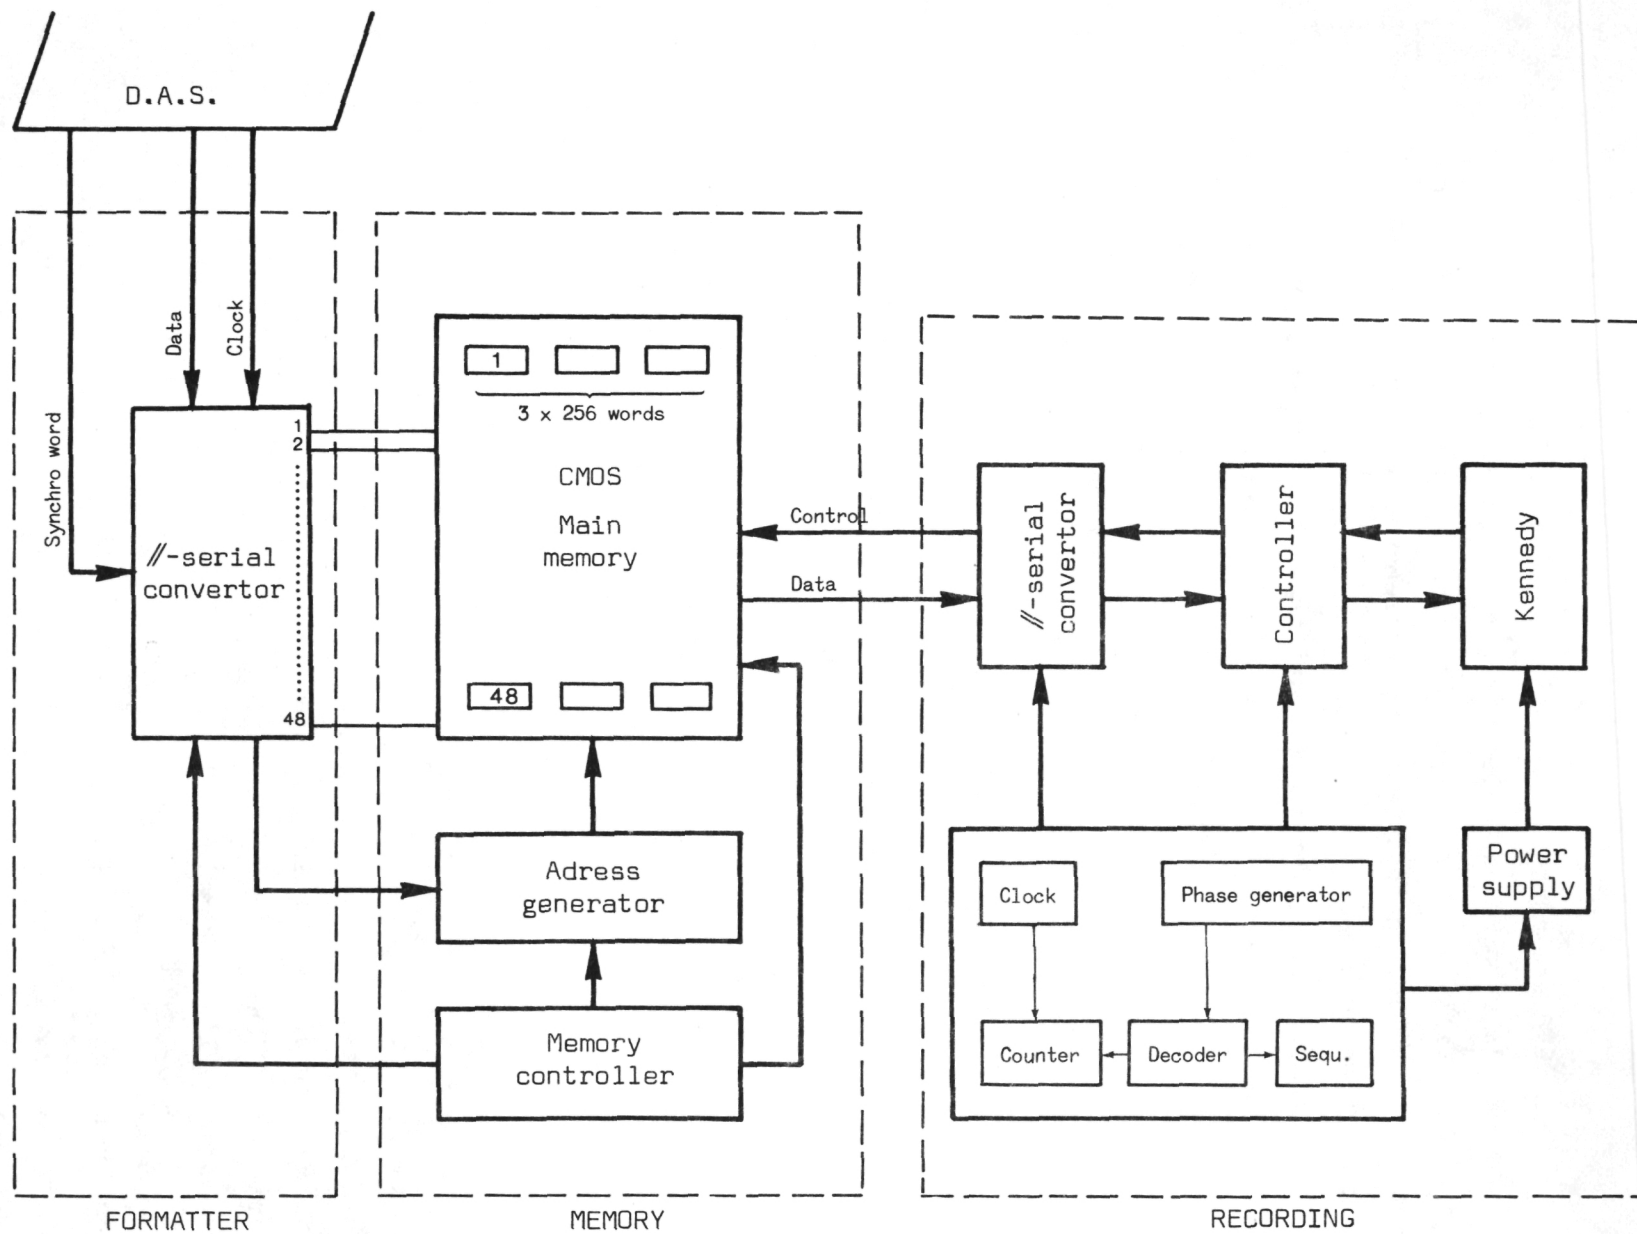 D.A.S.
Synchro word
Data
Clock
1
2
48
//-serial
convertor
1
3 x 256 words
CMOS
Main
memory
48
Control
Data
//-serial
convertor
Controller
Kennedy
Adress
generator
Memory
controller
Clock
Phase generator
Counter
Decoder
Sequ.
Power
supply
FORMATTER
MEMORY
RECORDING